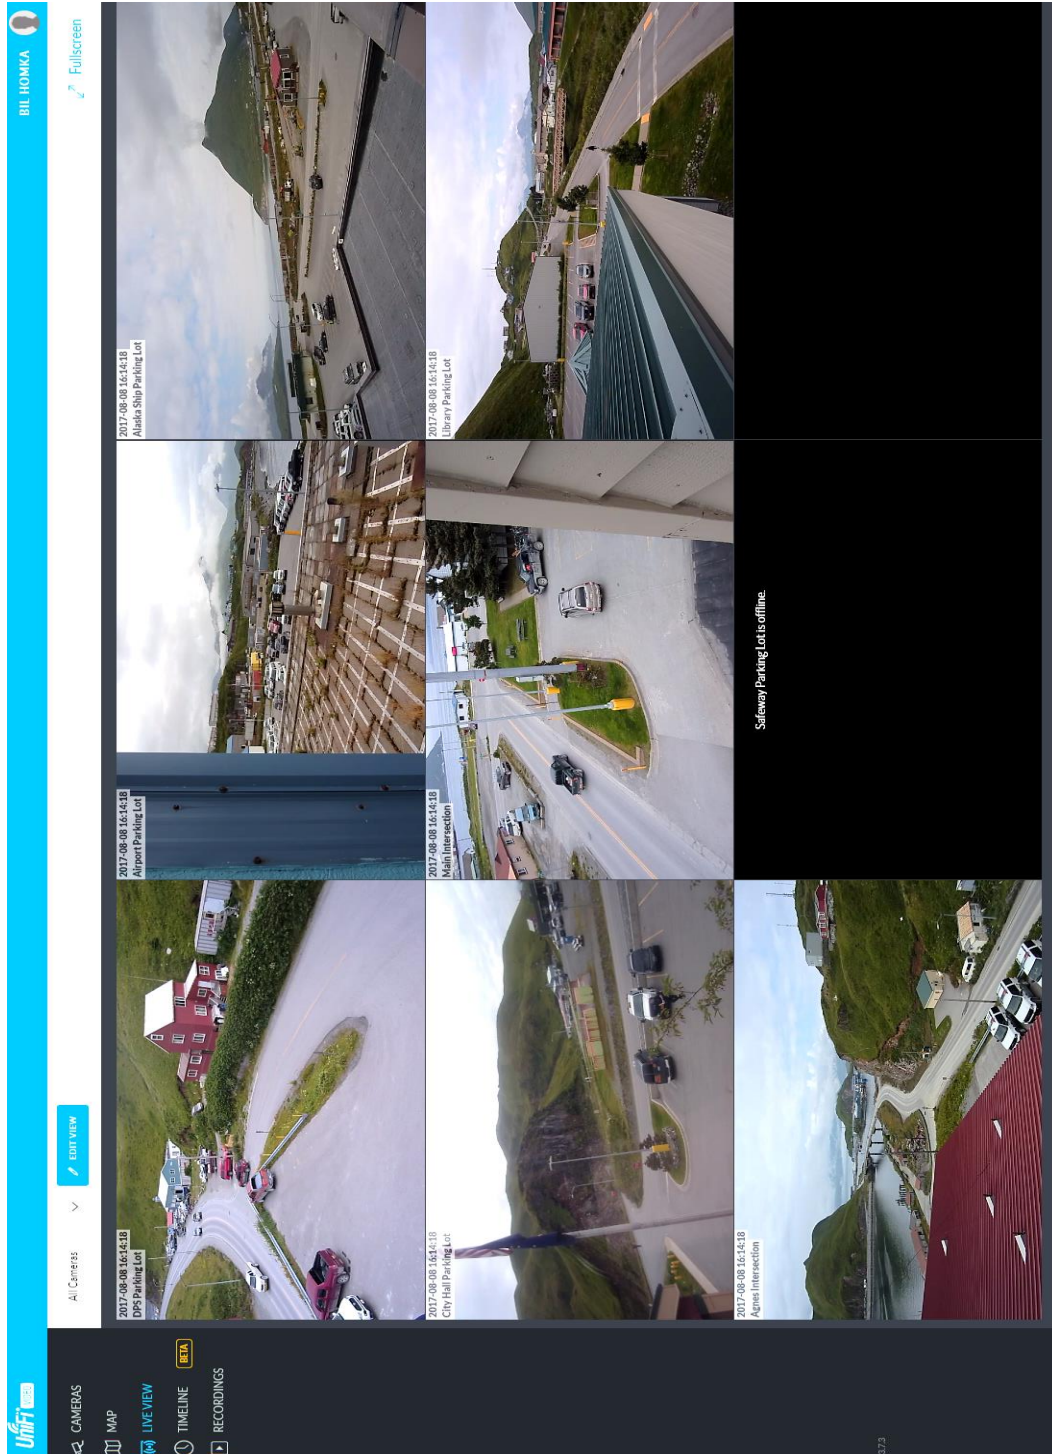 UniFi VIDEO
BIL HOMKA
CAMERAS
MAP
LIVE VIEW
TIMELINE BETA
RECORDINGS
3.7.3
All Cameras
EDIT VIEW
Fullscreen
2017-08-08 16:14:18
DPS Parking Lot
2017-08-08 16:14:18
Airport Parking Lot
2017-08-08 16:14:18
Alaska Ship Parking Lot
2017-08-08 16:14:18
City Hall Parking Lot
2017-08-08 16:14:18
Main Intersection
2017-08-08 16:14:18
Library Parking Lot
2017-08-08 16:14:18
Agnes Intersection
Safeway Parking Lot is offline.